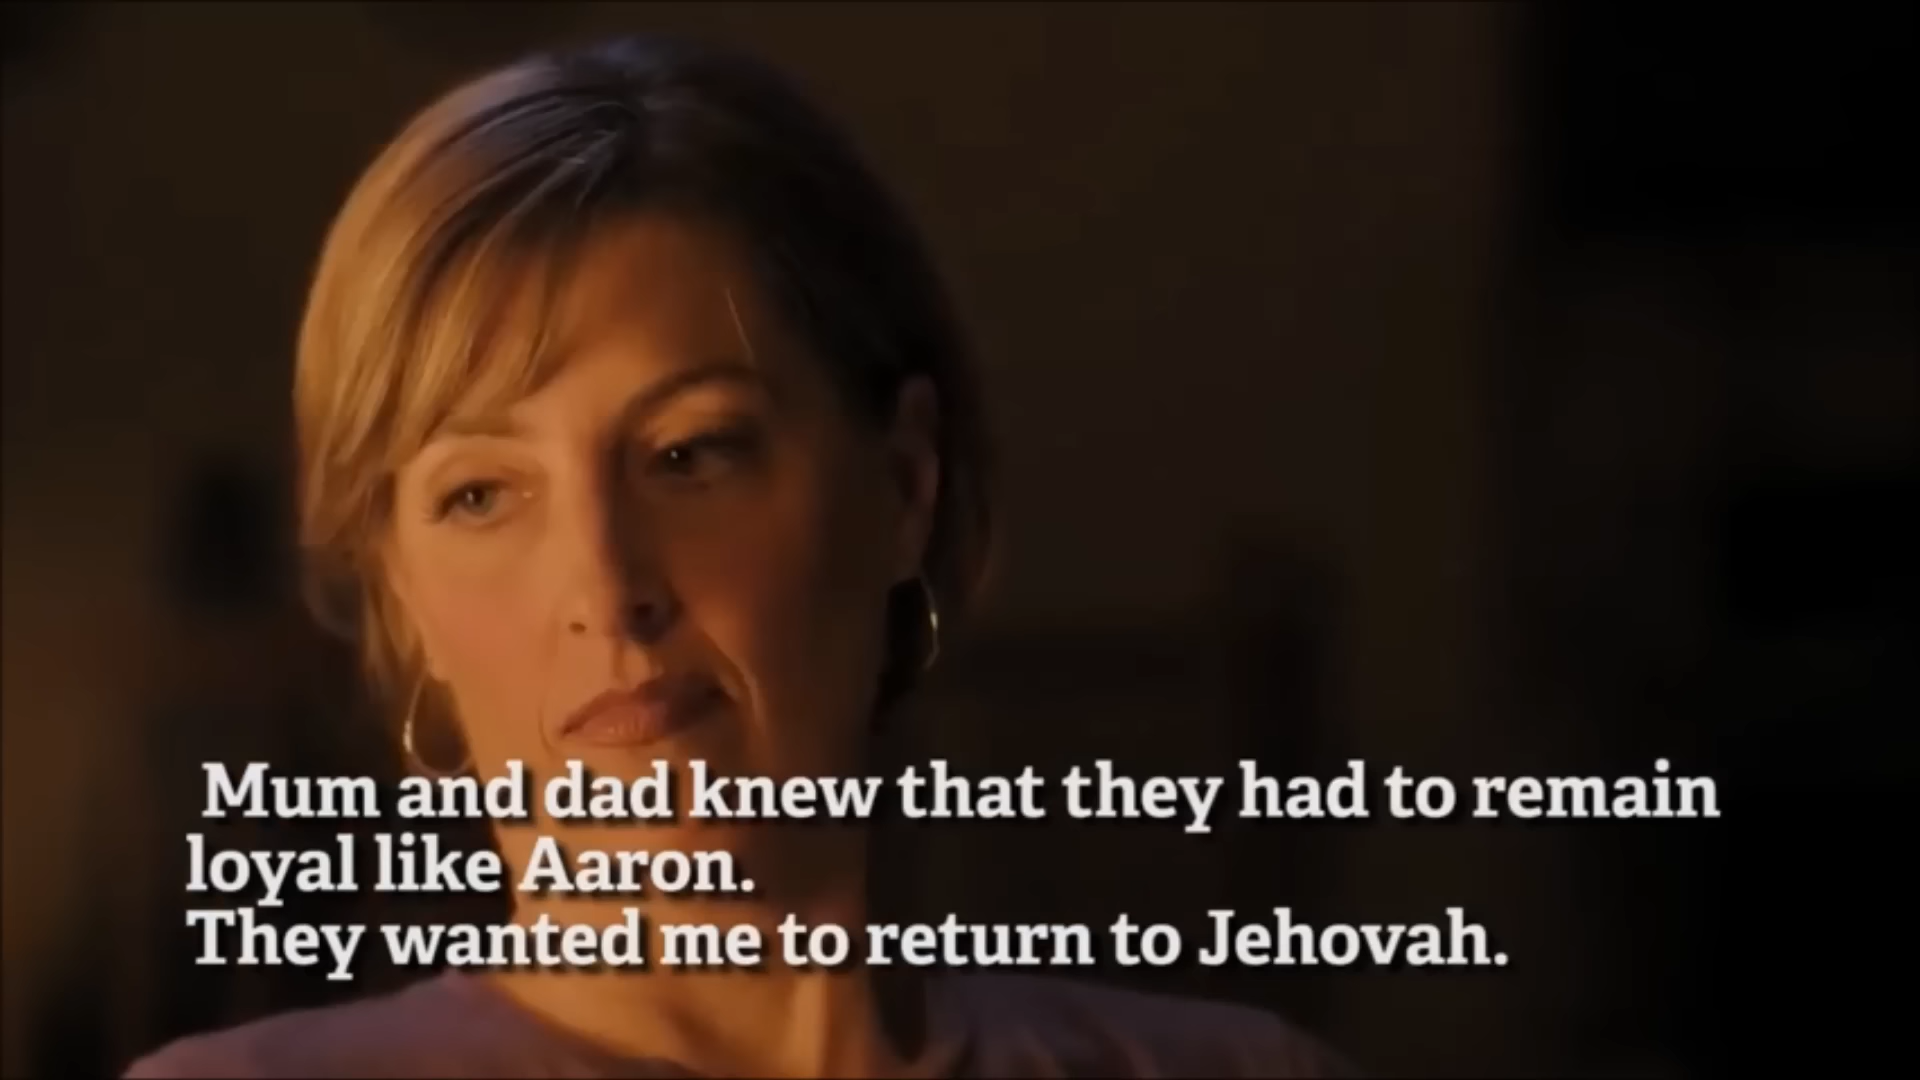 Mum and dad knew that they had to remain
loyal like Aaron.
They wanted me to return to Jehovah.